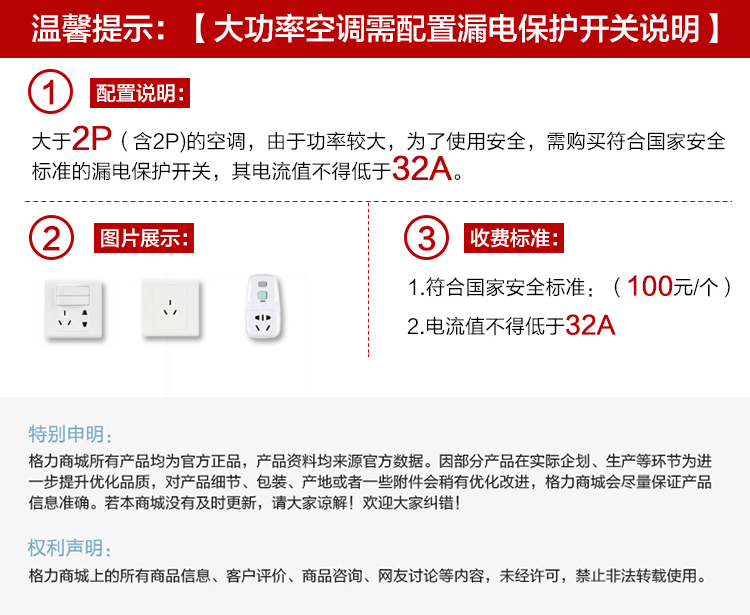 温馨提示:【大功率空调需配置漏电保护开关说明】
1 配置说明:
大于2P（含2P)的空调，由于功率较大，为了使用安全，需购买符合国家安全
标准的漏电保护开关，其电流值不得低于32A。
2 图片展示:
3 收费标准:
1.符合国家安全标准；（100元/个）
2.电流值不得低于32A
特别申明：
格力商城所有产品均为官方正品，产品资料均来源官方数据。因部分产品在实际企划、生产等环节为进
一步提升优化品质，对产品细节、包装、产地或者一些附件会稍有优化改进，格力商城会尽量保证产品
信息准确。若本商城没有及时更新，请大家谅解！欢迎大家纠错！
权利声明：
格力商城上的所有商品信息、客户评价、商品咨询、网友讨论等内容，未经许可，禁止非法转载使用。